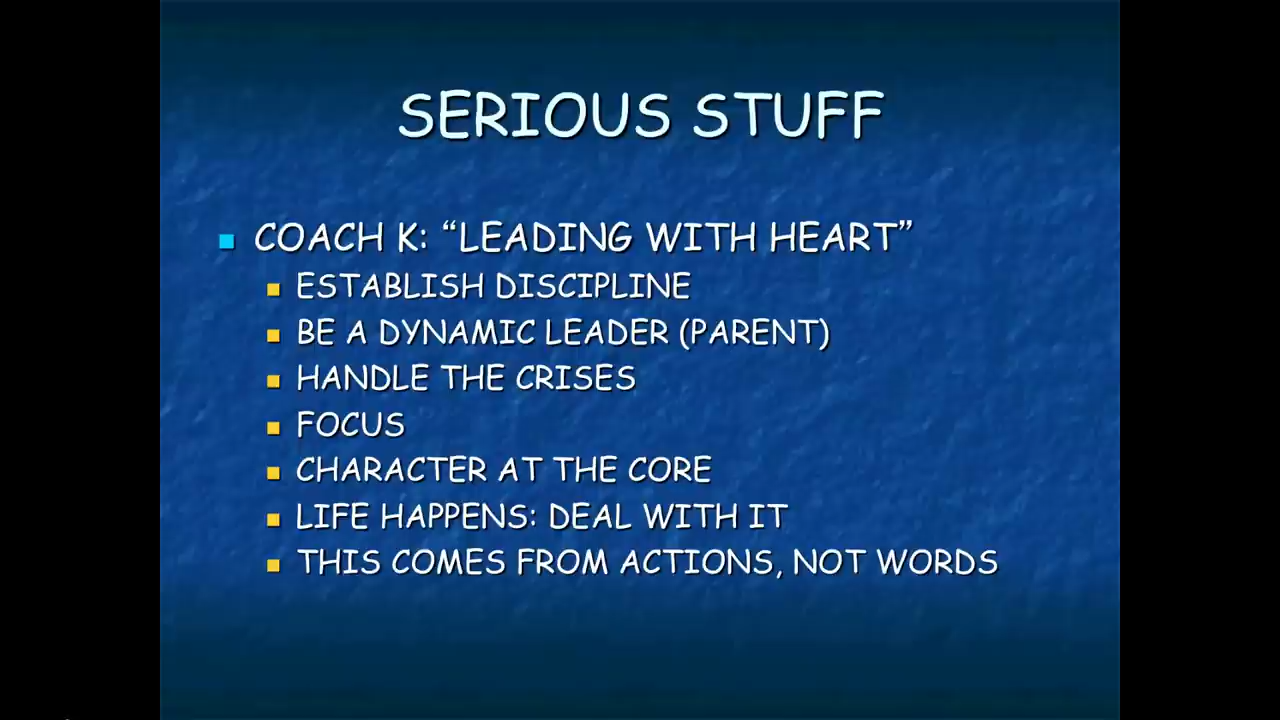 SERIOUS STUFF
COACH K: “LEADING WITH HEART”
ESTABLISH DISCIPLINE
BE A DYNAMIC LEADER (PARENT)
HANDLE THE CRISES
FOCUS
CHARACTER AT THE CORE
LIFE HAPPENS: DEAL WITH IT
THIS COMES FROM ACTIONS, NOT WORDS